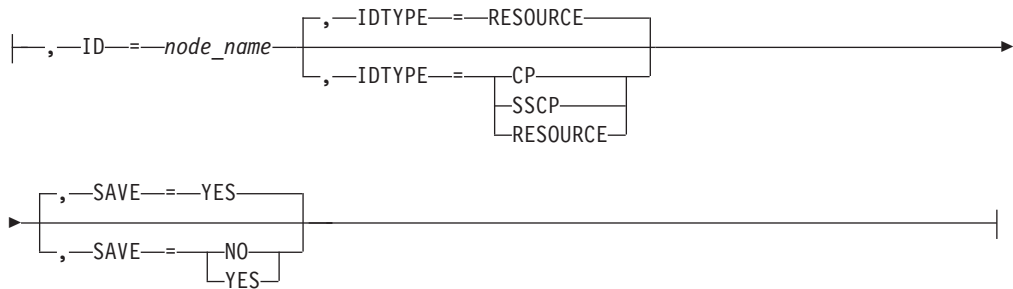 , IDTYPE = RESOURCE
, ID = node_name
, IDTYPE = CP
SSCP
RESOURCE
, SAVE = YES
, SAVE = NO
YES